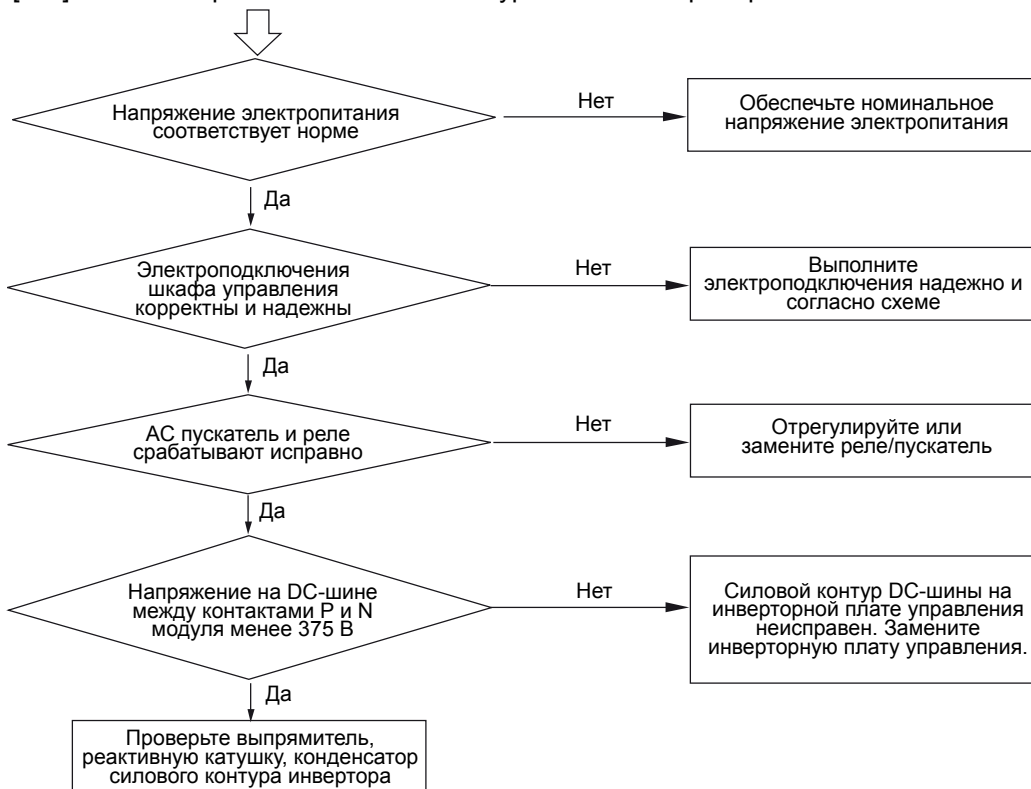 Напряжение электропитания
соответствует норме
Нет
Обеспечьте номинальное
напряжение электропитания
Да
Электроподключения
шкафа управления
корректны и надежны
Нет
Выполните
электроподключения надежно и
согласно схеме
Да
АС пускатель и реле
срабатывают исправно
Нет
Отрегулируйте или
замените реле/пускатель
Да
Напряжение на DC-шине
между контактами P и N
модуля менее 375 В
Нет
Силовой контур DC-шины на
инверторной плате управления
неисправен. Замените
инверторную плату управления.
Да
Проверьте выпрямитель,
реактивную катушку, конденсатор
силового контура инвертора